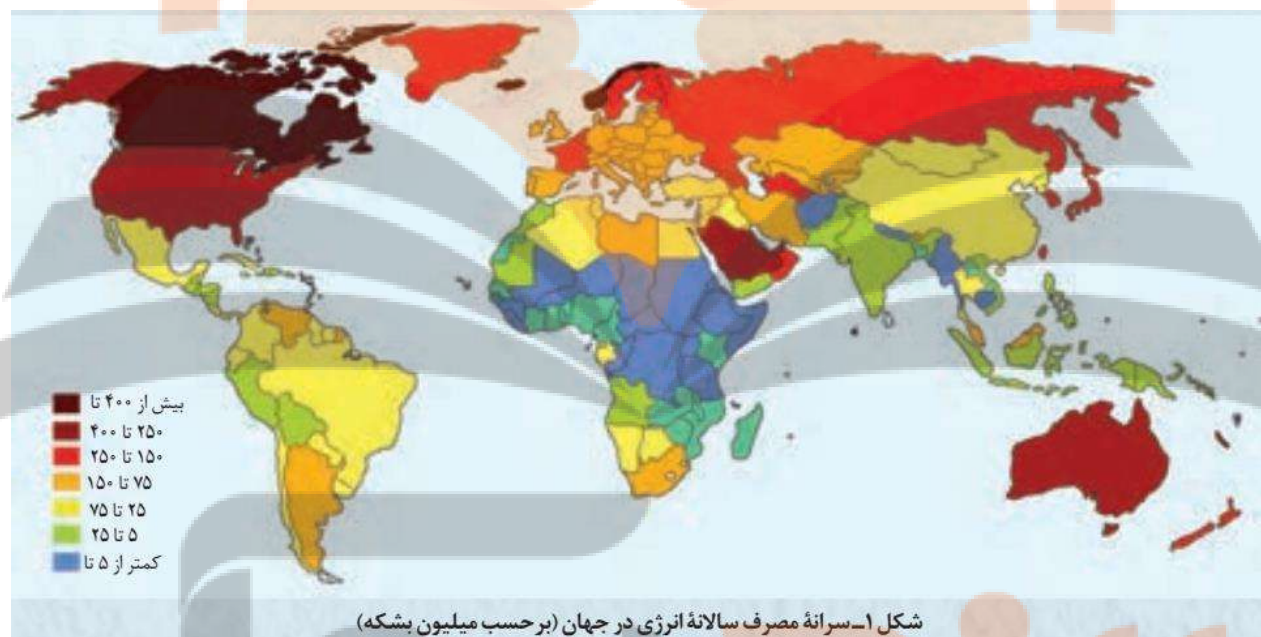 بیش از ۴۰۰ تا
۲۵۰ تا ۴۰۰
۱۵۰ تا ۲۵۰
۷۵ تا ۱۵۰
۲۵ تا ۷۵
۵ تا ۲۵
کمتر از ۵ تا
شکل ۱ـ سرانهٔ مصرف سالانهٔ انرژی در جهان (برحسب میلیون بشکه)